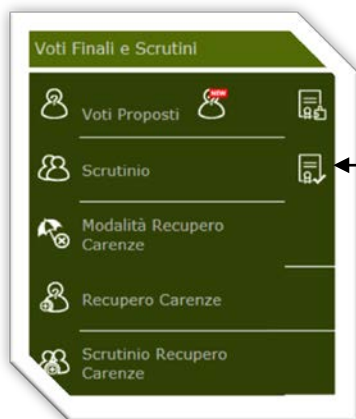 Voti Finali e Scrutini
Voti Proposti
NEW
Scrutinio
Modalità Recupero
Carenze
Recupero Carenze
Scrutinio Recupero
Carenze